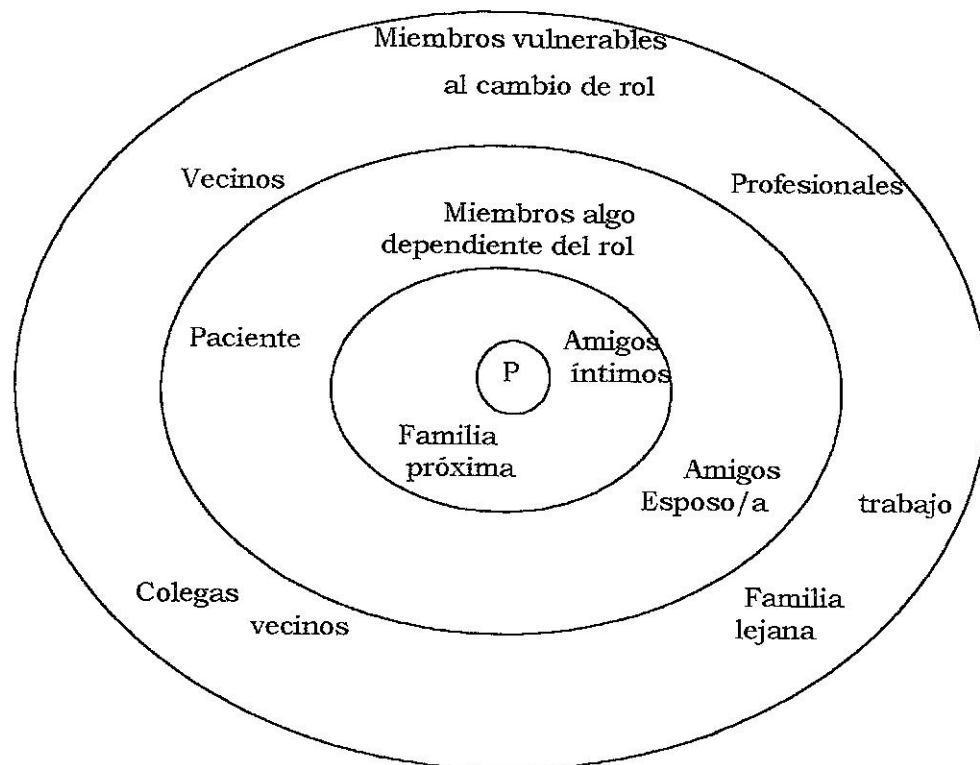 Miembros vulnerables
al cambio de rol
Vecinos
Profesionales
Miembros algo
dependiente del rol
Paciente
Amigos
íntimos
P
Familia
próxima
Amigos
Esposo/a
trabajo
Colegas
vecinos
Familia
lejana